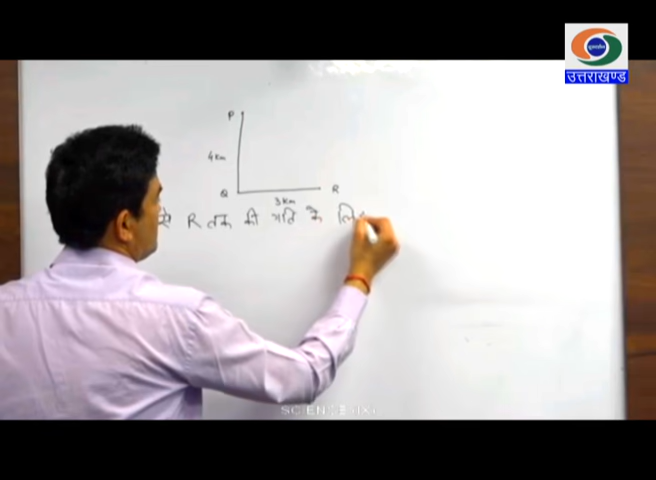 उत्तराखण्ड
P
4km
Q
R
3km
से R तक की गति के लिए
SCIENCE (IX)